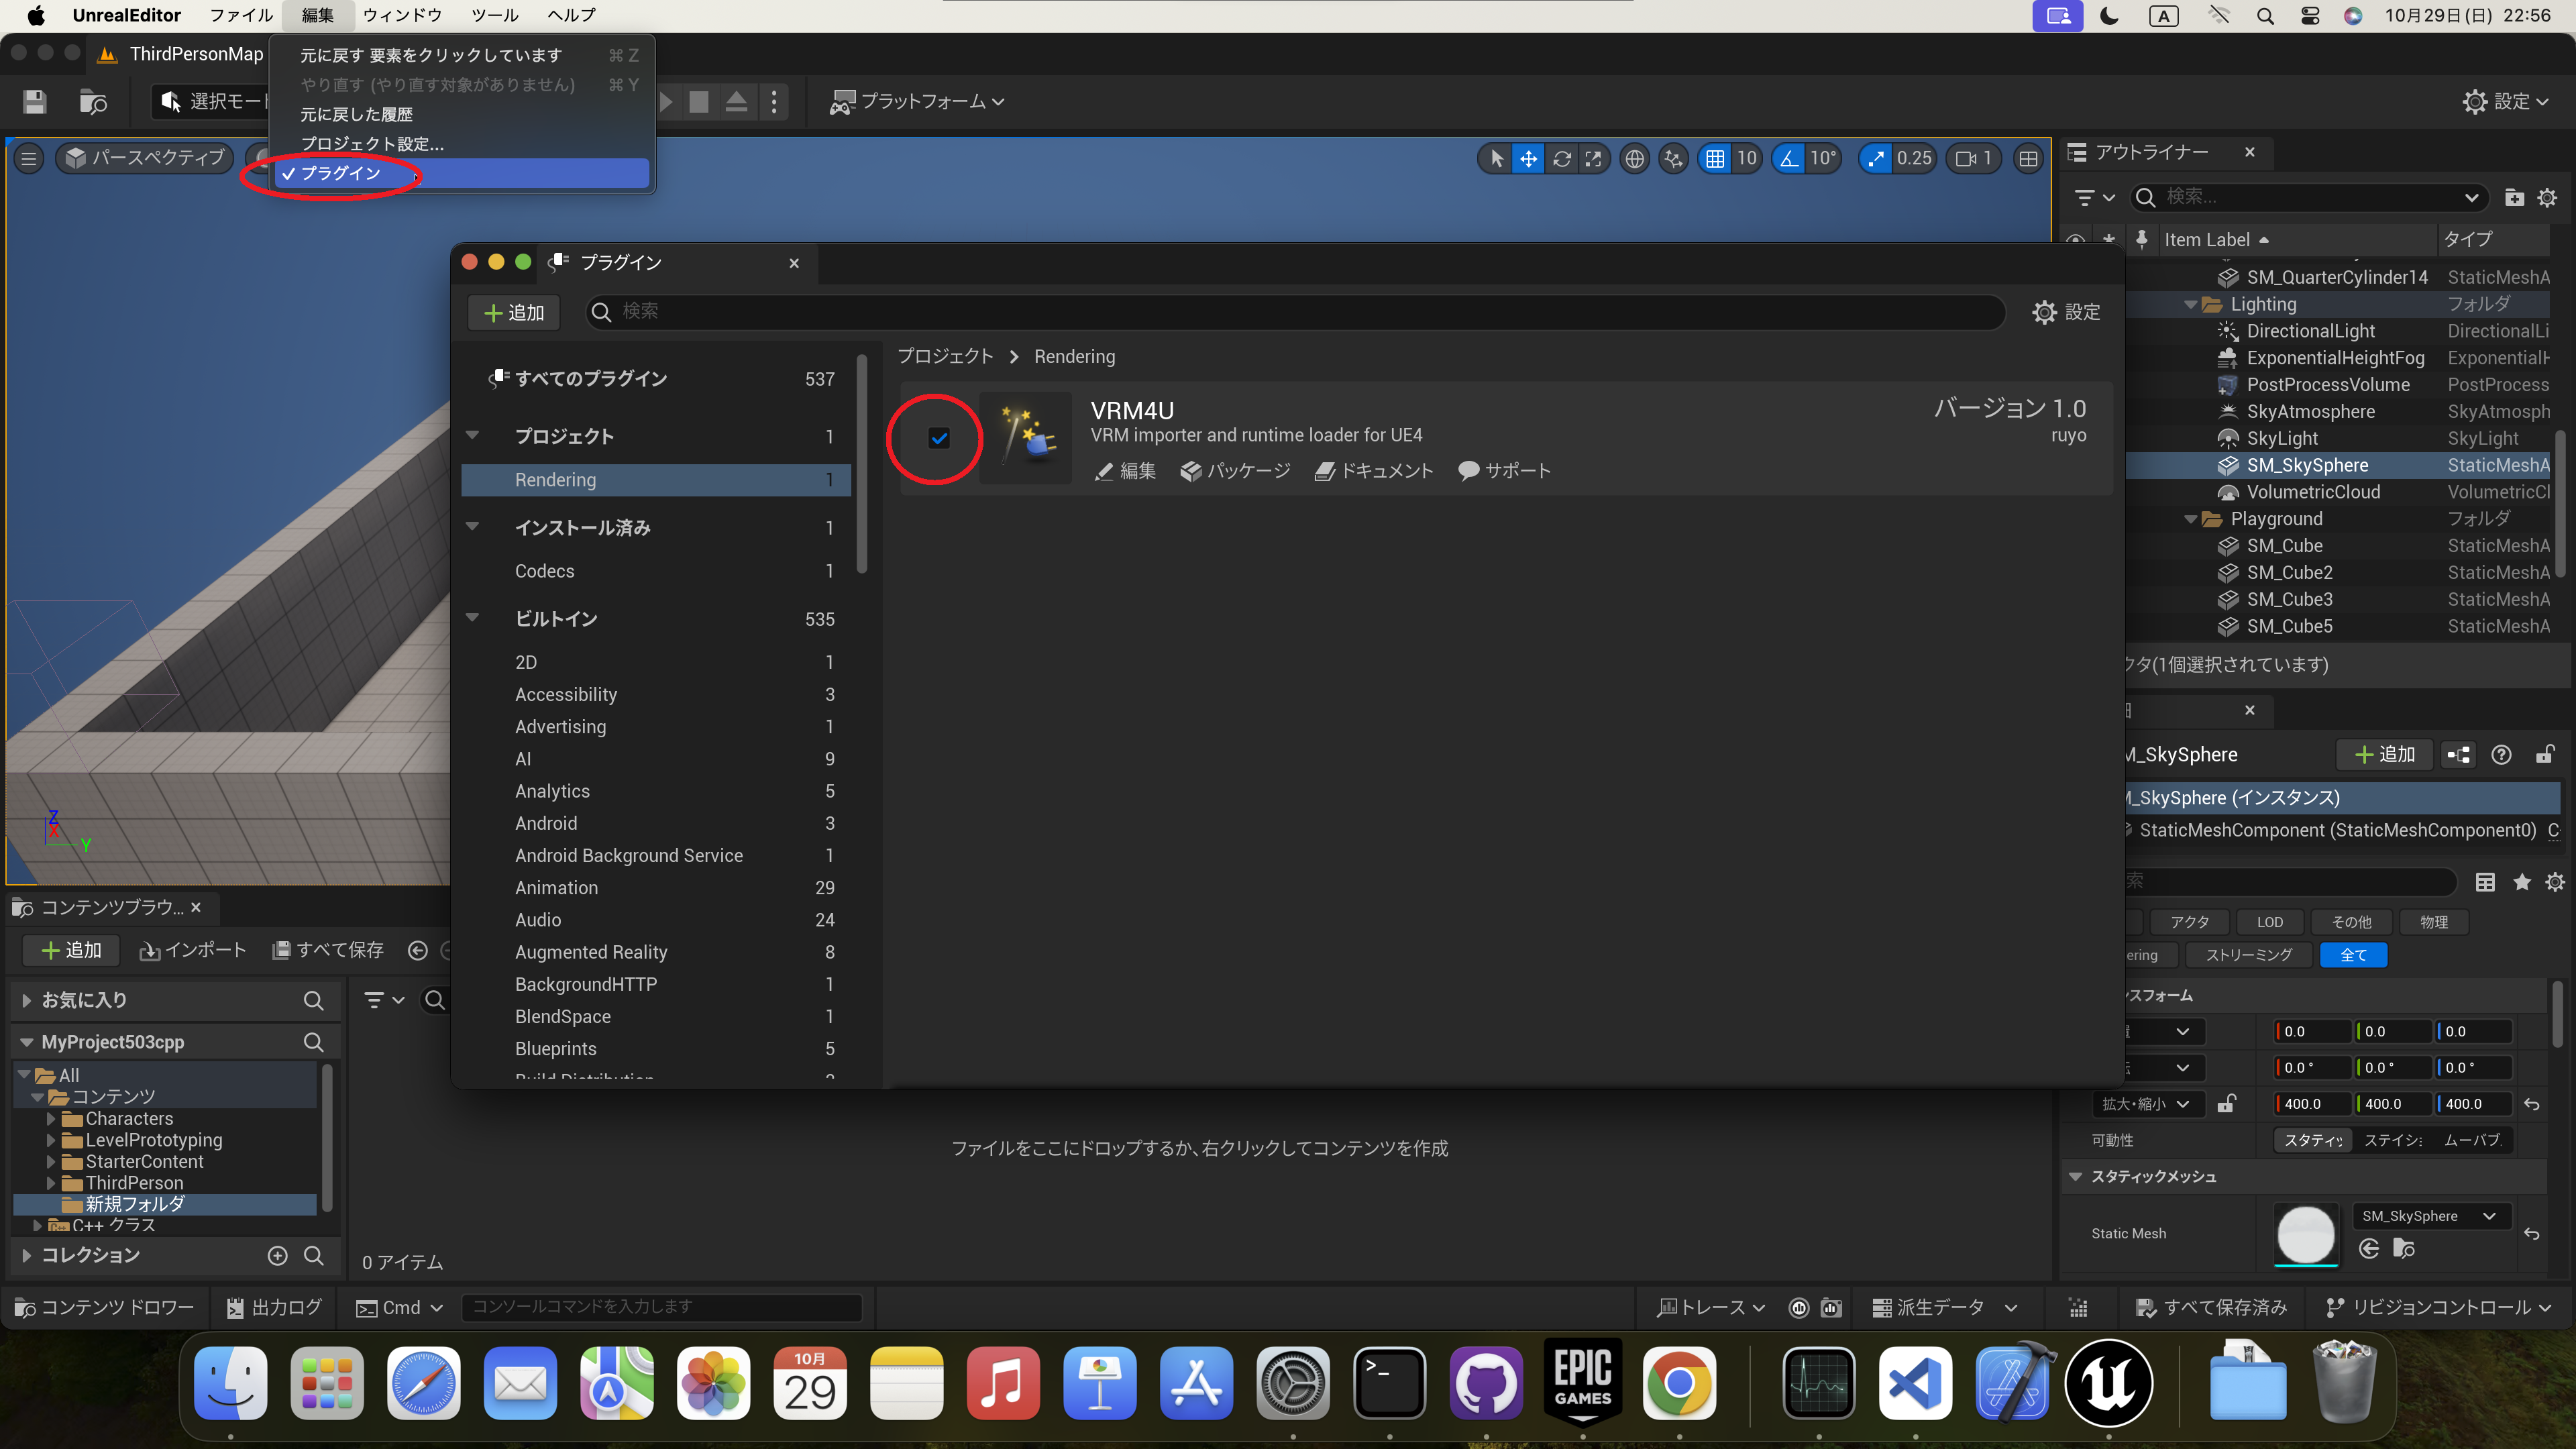 UnrealEditor ファイル 編集 ウィンドウ ツール ヘルプ
A 10月29日(日) 22:56
ThirdPersonMap
元に戻す 要素をクリックしています ⌘Z
やり直す (やり直す対象がありません) ⌘Y
元に戻した履歴
プロジェクト設定...
✓ プラグイン
選択モード
プラットフォーム
設定
パースペクティブ
10 10° 0.25 1
アウトライナー
検索...
Item Label タイプ
SM_QuarterCylinder14 StaticMeshA
Lighting フォルダ
DirectionalLight DirectionalLi
ExponentialHeightFog ExponentialH
PostProcessVolume PostProcess
SkyAtmosphere SkyAtmosph
SkyLight SkyLight
SM_SkySphere StaticMeshA
VolumetricCloud VolumetricCl
Playground フォルダ
SM_Cube StaticMeshA
SM_Cube2 StaticMeshA
SM_Cube3 StaticMeshA
SM_Cube5 StaticMeshA
クタ(1個選択されています)
プラグイン
追加 検索 設定
すべてのプラグイン 537
プロジェクト 1
Rendering 1
インストール済み 1
Codecs 1
ビルトイン 535
2D 1
Accessibility 3
Advertising 1
AI 9
Analytics 5
Android 3
Android Background Service 1
Animation 29
Audio 24
Augmented Reality 8
BackgroundHTTP 1
BlendSpace 1
Blueprints 5
Build Distribution 2
プロジェクト > Rendering
VRM4U バージョン 1.0
VRM importer and runtime loader for UE4 ruyo
編集 パッケージ ドキュメント サポート
Z
X
Y
M_SkySphere 追加
M_SkySphere (インスタンス)
StaticMeshComponent (StaticMeshComponent0) C
索
アクタ LOD その他 物理
ering ストリーミング 全て
スフォーム
0.0 0.0 0.0
0.0° 0.0° 0.0°
拡大・縮小 400.0 400.0 400.0
可動性 スタティッ ステイシ ムーバブ
スタティックメッシュ
Static Mesh SM_SkySphere
コンテンツブラウ...
追加 インポート すべて保存
お気に入り
MyProject503cpp
All
コンテンツ
Characters
LevelPrototyping
StarterContent
ThirdPerson
新規フォルダ
C++ クラス
コレクション
ファイルをここにドロップするか、右クリックしてコンテンツを作成
0 アイテム
コンテンツ ドロワー 出力ログ Cmd コンソールコマンドを入力します
トレース 派生データ すべて保存済み リビジョンコントロール
10月
29
EPIC
GAMES